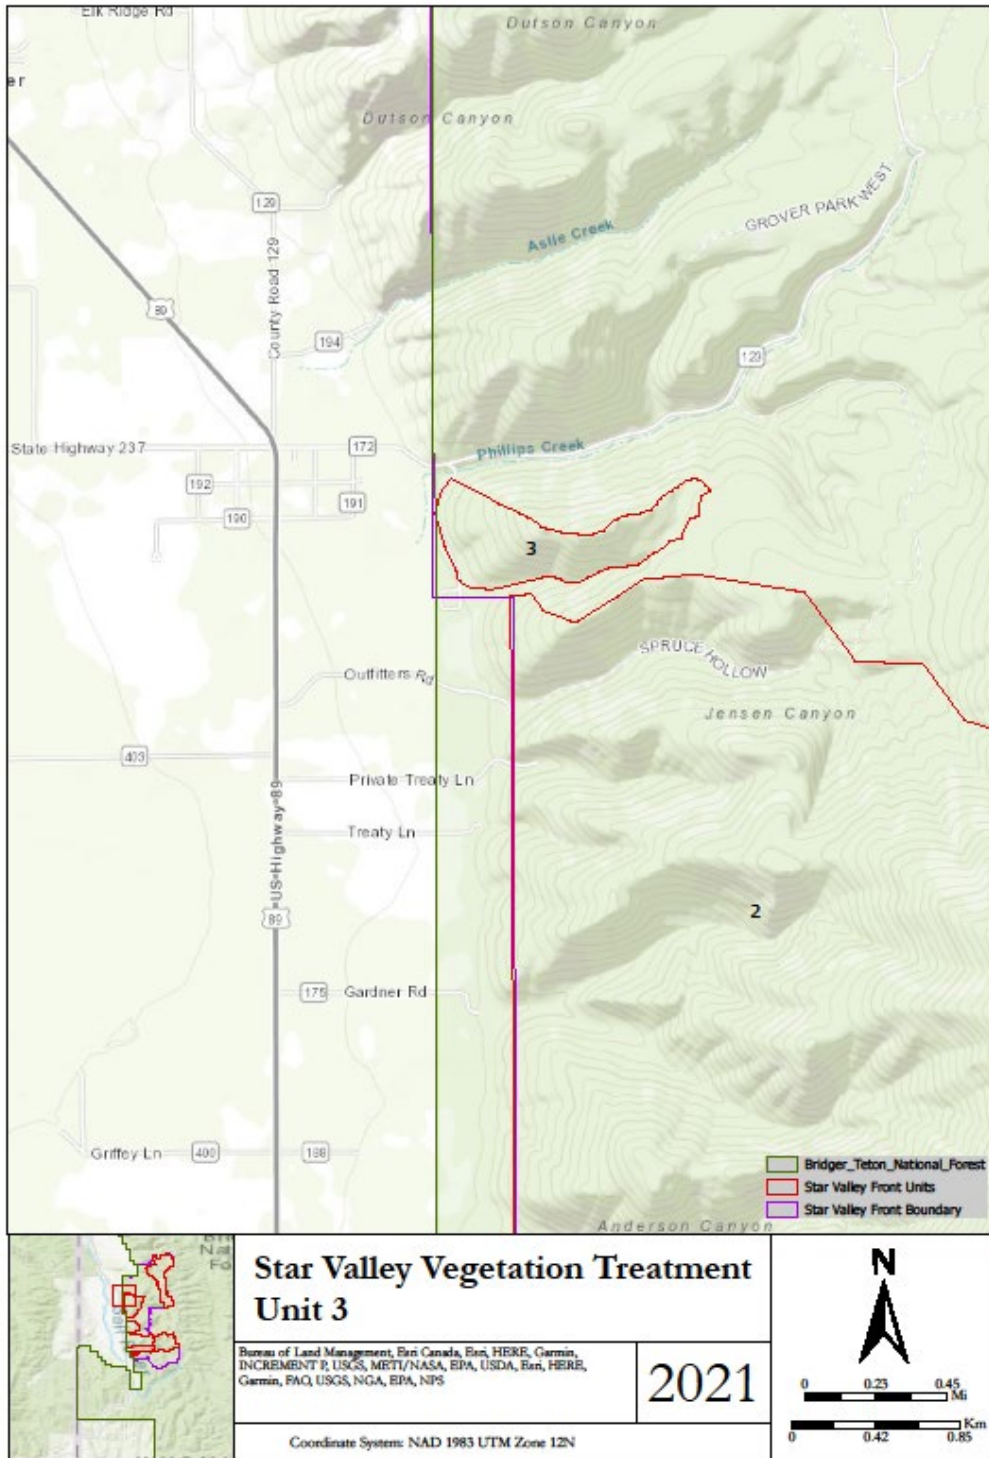 Elk Ridge Rd
Dutson Canyon
er
Dutson Canyon
129
GROVER PARK WEST
Aslle Creek
County Road 129
89
194
123
State Highway 237
172
Phillips Creek
192
191
190
3
SPRUCE HOLLOW
Outfitters Rd
Jensen Canyon
403
Private Treaty Ln
US Highway 89
Treaty Ln
2
89
175
Gardner Rd
Griffey Ln
400
188
Bridger_Teton_National_Forest
Star Valley Front Units
Star Valley Front Boundary
Anderson Canyon
Star Valley Vegetation Treatment
Unit 3
Bureau of Land Management, Esri Canada, Esri, HERE, Garmin,
INCREMENT P, USGS, METI/NASA, EPA, USDA, Esri, HERE,
Garmin, FAO, USGS, NGA, EPA, NPS
2021
Coordinate System: NAD 1983 UTM Zone 12N
N
0 0.23 0.45
Mi
Km
0 0.42 0.85